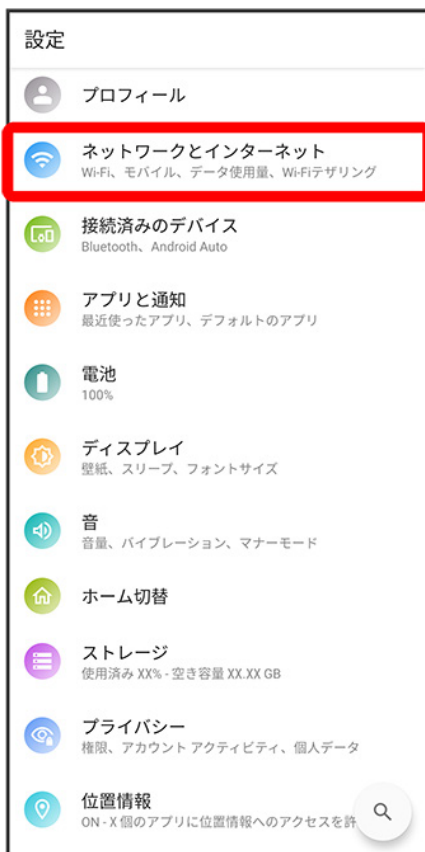 設定
プロフィール
ネットワークとインターネット
Wi-Fi、モバイル、データ使用量、Wi-Fiテザリング
接続済みのデバイス
Bluetooth、Android Auto
アプリと通知
最近使ったアプリ、デフォルトのアプリ
電池
100%
ディスプレイ
壁紙、スリープ、フォントサイズ
音
音量、バイブレーション、マナーモード
ホーム切替
ストレージ
使用済み XX% - 空き容量 XX.XX GB
プライバシー
権限、アカウント アクティビティ、個人データ
位置情報
ON - X 個のアプリに位置情報へのアクセスを許